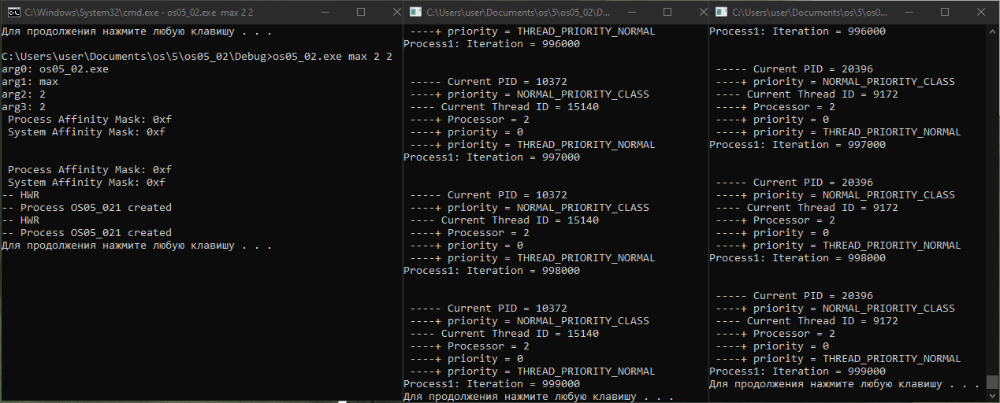 C:\Windows\System32\cmd.exe - os05_02.exe max 2 2
Для продолжения нажмите любую клавишу . . .
C:\Users\user\Documents\os\5\os05_02\Debug>os05_02.exe max 2 2
arg0: os05_02.exe
arg1: max
arg2: 2
arg3: 2
Process Affinity Mask: 0xf
System Affinity Mask: 0xf
Process Affinity Mask: 0xf
System Affinity Mask: 0xf
-- HWR
-- Process OS05_021 created
-- HWR
-- Process OS05_021 created
Для продолжения нажмите любую клавишу . . .
C:\Users\user\Documents\os\5\os05_02\D...
----+ priority = THREAD_PRIORITY_NORMAL
Process1: Iteration = 996000
----- Current PID = 10372
----+ priority = NORMAL_PRIORITY_CLASS
---- Current Thread ID = 15140
----+ Processor = 2
----+ priority = 0
----+ priority = THREAD_PRIORITY_NORMAL
Process1: Iteration = 997000
----- Current PID = 10372
----+ priority = NORMAL_PRIORITY_CLASS
---- Current Thread ID = 15140
----+ Processor = 2
----+ priority = 0
----+ priority = THREAD_PRIORITY_NORMAL
Process1: Iteration = 998000
----- Current PID = 10372
----+ priority = NORMAL_PRIORITY_CLASS
---- Current Thread ID = 15140
----+ Processor = 2
----+ priority = 0
----+ priority = THREAD_PRIORITY_NORMAL
Process1: Iteration = 999000
Для продолжения нажмите любую клавишу . . .
C:\Users\user\Documents\os\5\os0...
Process1: Iteration = 996000
----- Current PID = 20396
----+ priority = NORMAL_PRIORITY_CLASS
---- Current Thread ID = 9172
----+ Processor = 2
----+ priority = 0
----+ priority = THREAD_PRIORITY_NORMAL
Process1: Iteration = 997000
----- Current PID = 20396
----+ priority = NORMAL_PRIORITY_CLASS
---- Current Thread ID = 9172
----+ Processor = 2
----+ priority = 0
----+ priority = THREAD_PRIORITY_NORMAL
Process1: Iteration = 998000
----- Current PID = 20396
----+ priority = NORMAL_PRIORITY_CLASS
---- Current Thread ID = 9172
----+ Processor = 2
----+ priority = 0
----+ priority = THREAD_PRIORITY_NORMAL
Process1: Iteration = 999000
Для продолжения нажмите любую клавишу . . .